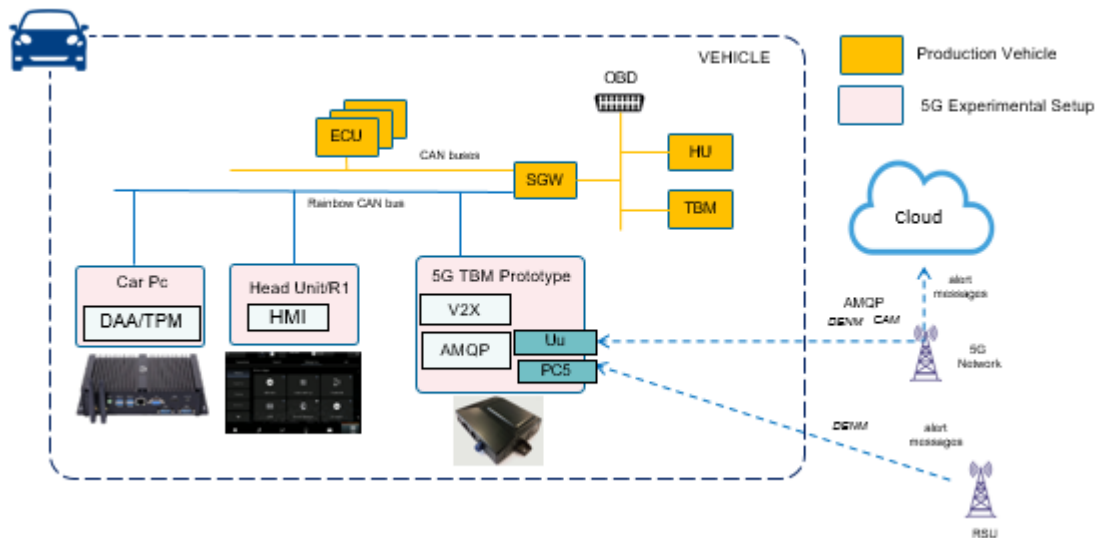 VEHICLE
Production Vehicle
5G Experimental Setup
OBD
ECU
CAN buses
HU
SGW
TBM
Rainbow CAN bus
Cloud
Car Pc
DAA/TPM
Head Unit/R1
HMI
5G TBM Prototype
V2X
AMQP
Uu
PC5
AMQP
DENM CAM
alert
messages
5G
Network
DENM
alert
messages
RSU